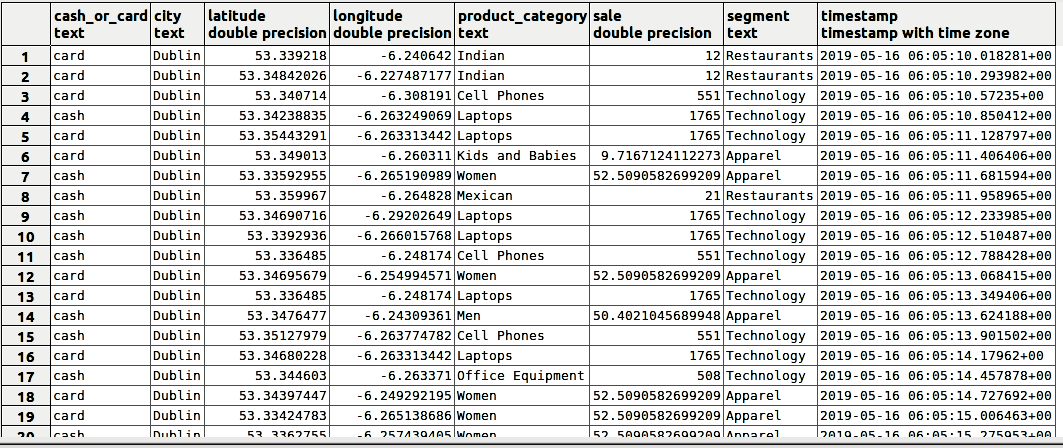 cash_or_card city latitude longitude product_category sale segment timestamp
text text double precision double precision text double precision text timestamp with time zone
1 card Dublin 53.339218 -6.240642 Indian 12 Restaurants 2019-05-16 06:05:10.018281+00
2 card Dublin 53.34842026 -6.227487177 Indian 12 Restaurants 2019-05-16 06:05:10.293982+00
3 card Dublin 53.340714 -6.308191 Cell Phones 551 Technology 2019-05-16 06:05:10.57235+00
4 cash Dublin 53.34238835 -6.263249069 Laptops 1765 Technology 2019-05-16 06:05:10.850412+00
5 card Dublin 53.35443291 -6.263313442 Laptops 1765 Technology 2019-05-16 06:05:11.128797+00
6 card Dublin 53.349013 -6.260311 Kids and Babies 9.7167124112273 Apparel 2019-05-16 06:05:11.406406+00
7 cash Dublin 53.33592955 -6.265190989 Women 52.5090582699209 Apparel 2019-05-16 06:05:11.681594+00
8 cash Dublin 53.359967 -6.264828 Mexican 21 Restaurants 2019-05-16 06:05:11.958965+00
9 cash Dublin 53.34690716 -6.29202649 Laptops 1765 Technology 2019-05-16 06:05:12.233985+00
10 cash Dublin 53.3392936 -6.266015768 Laptops 1765 Technology 2019-05-16 06:05:12.510487+00
11 cash Dublin 53.336485 -6.248174 Cell Phones 551 Technology 2019-05-16 06:05:12.788428+00
12 card Dublin 53.34695679 -6.254994571 Women 52.5090582699209 Apparel 2019-05-16 06:05:13.068415+00
13 card Dublin 53.336485 -6.248174 Laptops 1765 Technology 2019-05-16 06:05:13.349406+00
14 cash Dublin 53.3476477 -6.24309361 Men 50.4021045689948 Apparel 2019-05-16 06:05:13.624188+00
15 cash Dublin 53.35127979 -6.263774782 Cell Phones 551 Technology 2019-05-16 06:05:13.901502+00
16 card Dublin 53.34680228 -6.263313442 Laptops 1765 Technology 2019-05-16 06:05:14.17962+00
17 cash Dublin 53.344603 -6.263371 Office Equipment 508 Technology 2019-05-16 06:05:14.457878+00
18 card Dublin 53.34397447 -6.249292195 Women 52.5090582699209 Apparel 2019-05-16 06:05:14.727692+00
19 card Dublin 53.33424783 -6.265138686 Women 52.5090582699209 Apparel 2019-05-16 06:05:15.006463+00
20 cash Dublin 53.3362755 -6.257439405 Women 52.5090582699209 Apparel 2019-05-16 06:05:15.275953+00